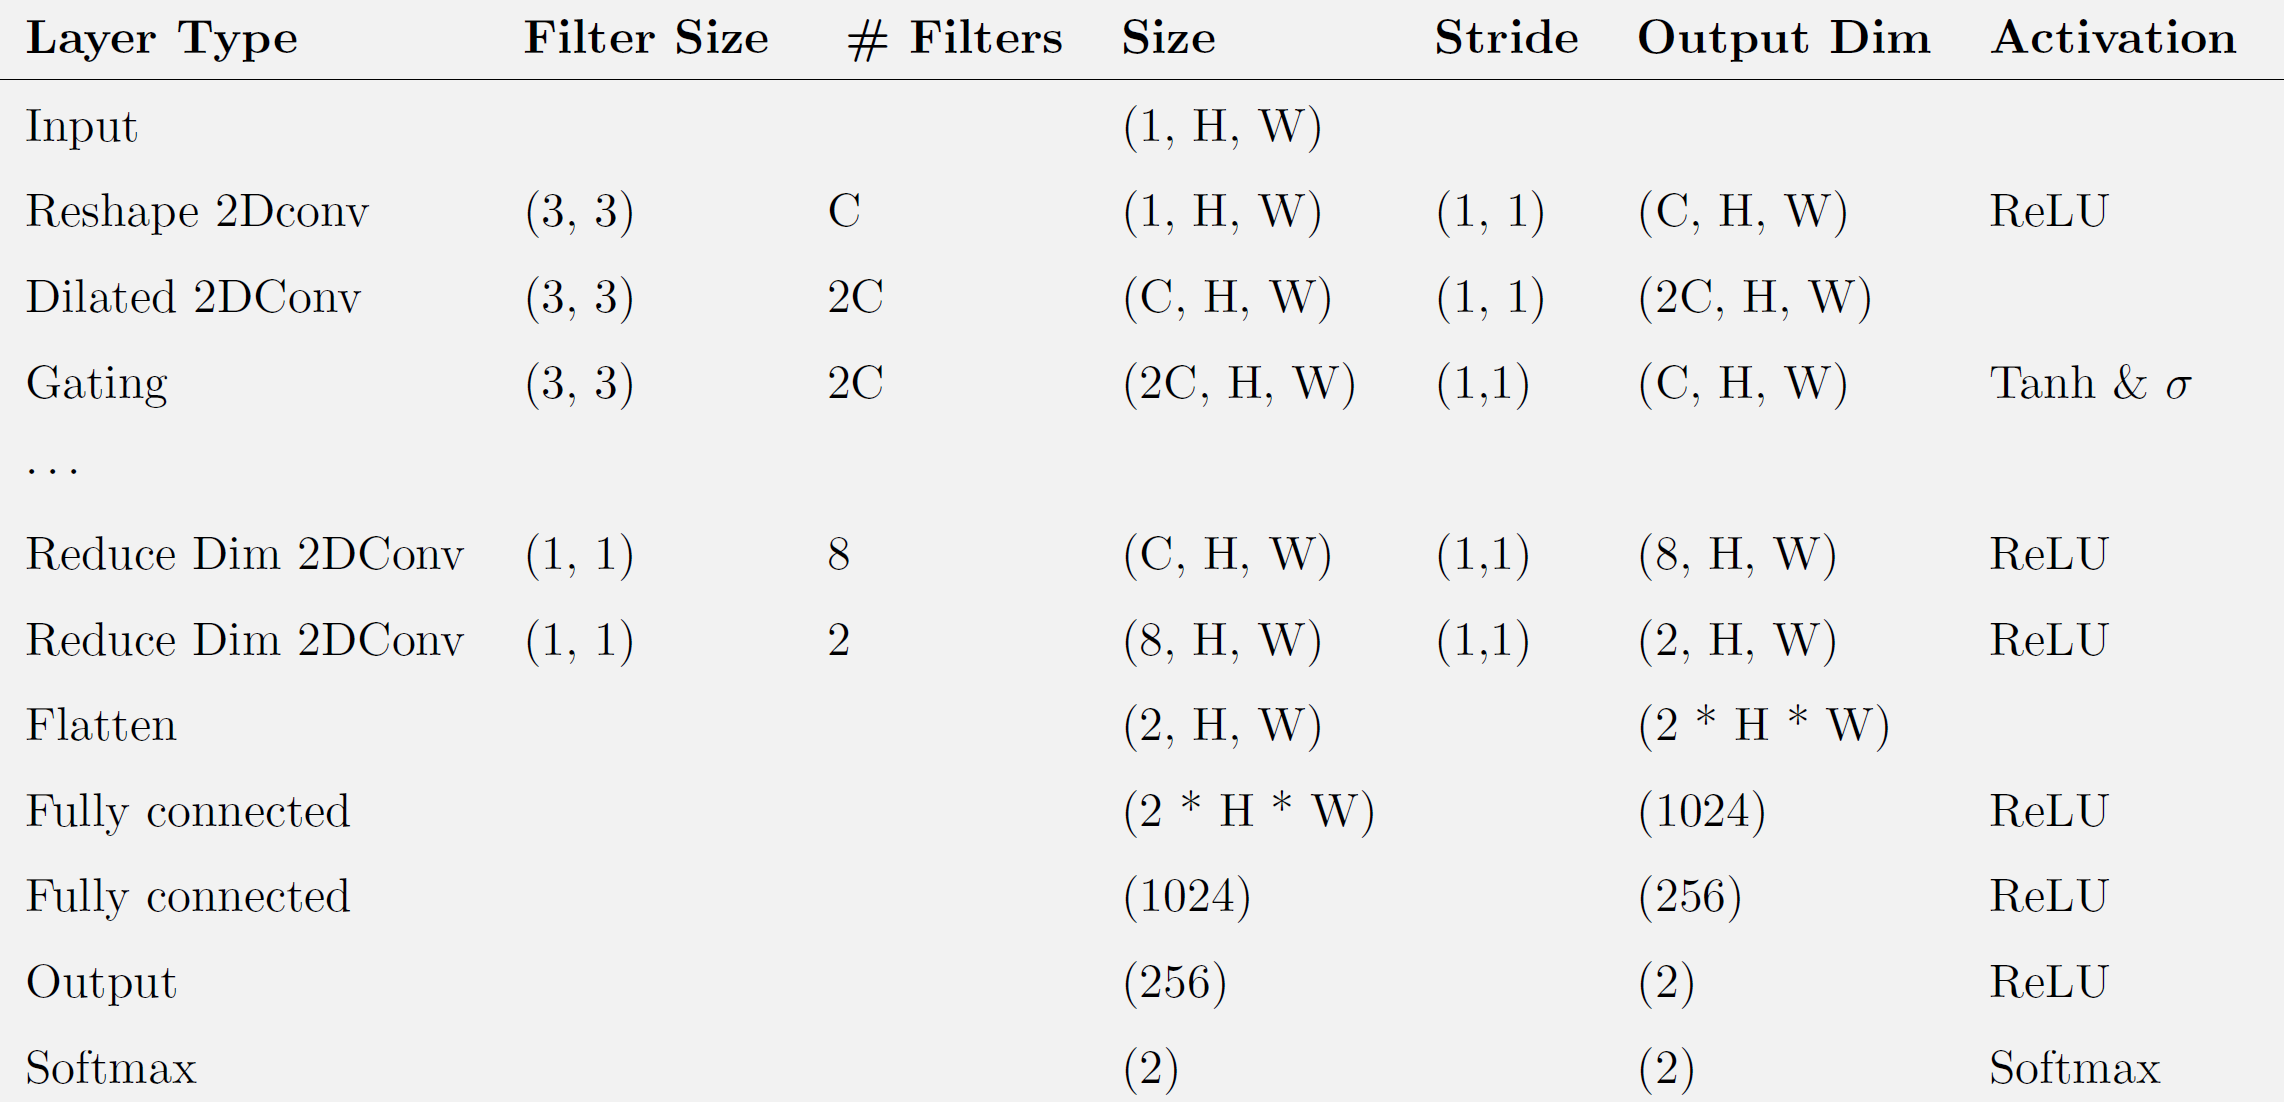 Layer Type Filter Size # Filters Size Stride Output Dim Activation
Input (1, H, W)
Reshape 2Dconv (3, 3) C (1, H, W) (1, 1) (C, H, W) ReLU
Dilated 2DConv (3, 3) 2C (C, H, W) (1, 1) (2C, H, W)
Gating (3, 3) 2C (2C, H, W) (1,1) (C, H, W) Tanh & σ
...
Reduce Dim 2DConv (1, 1) 8 (C, H, W) (1,1) (8, H, W) ReLU
Reduce Dim 2DConv (1, 1) 2 (8, H, W) (1,1) (2, H, W) ReLU
Flatten (2, H, W) (2 * H * W)
Fully connected (2 * H * W) (1024) ReLU
Fully connected (1024) (256) ReLU
Output (256) (2) ReLU
Softmax (2) (2) Softmax